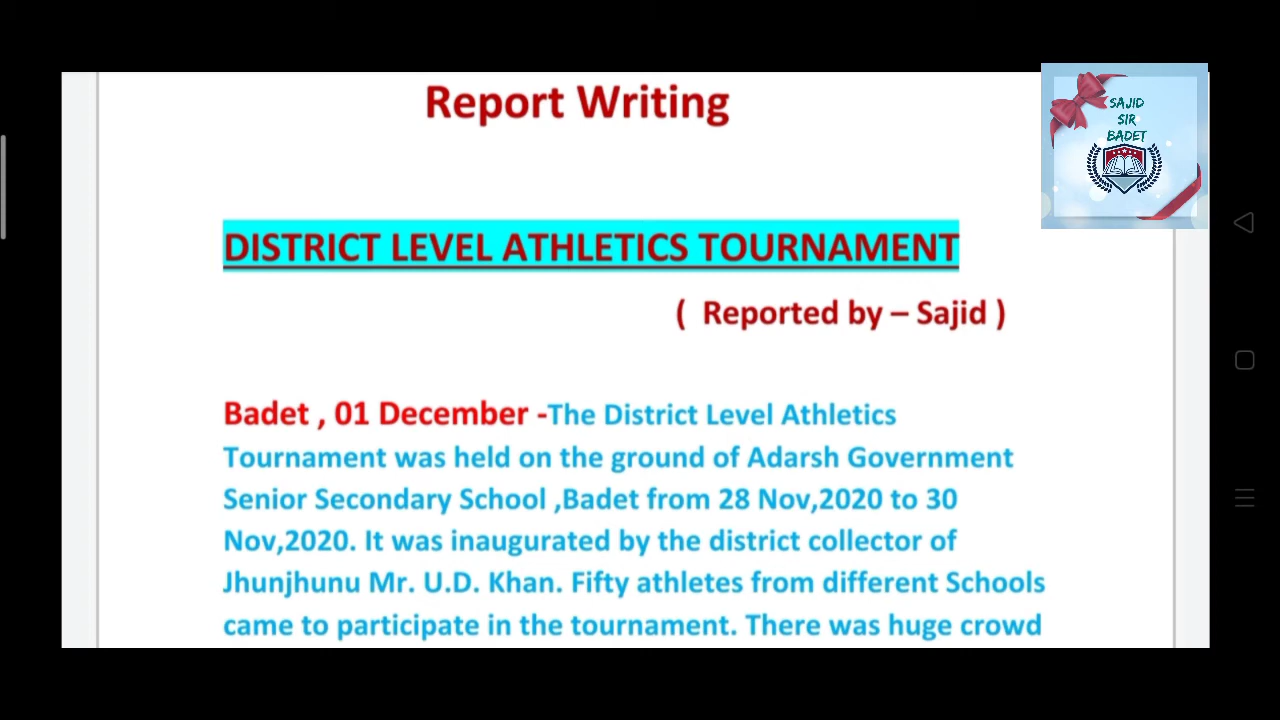 Report Writing
SAJID
SIR
BADET
DISTRICT LEVEL ATHLETICS TOURNAMENT
( Reported by – Sajid )
Badet , 01 December -The District Level Athletics
Tournament was held on the ground of Adarsh Government
Senior Secondary School ,Badet from 28 Nov,2020 to 30
Nov,2020. It was inaugurated by the district collector of
Jhunjhunu Mr. U.D. Khan. Fifty athletes from different Schools
came to participate in the tournament. There was huge crowd